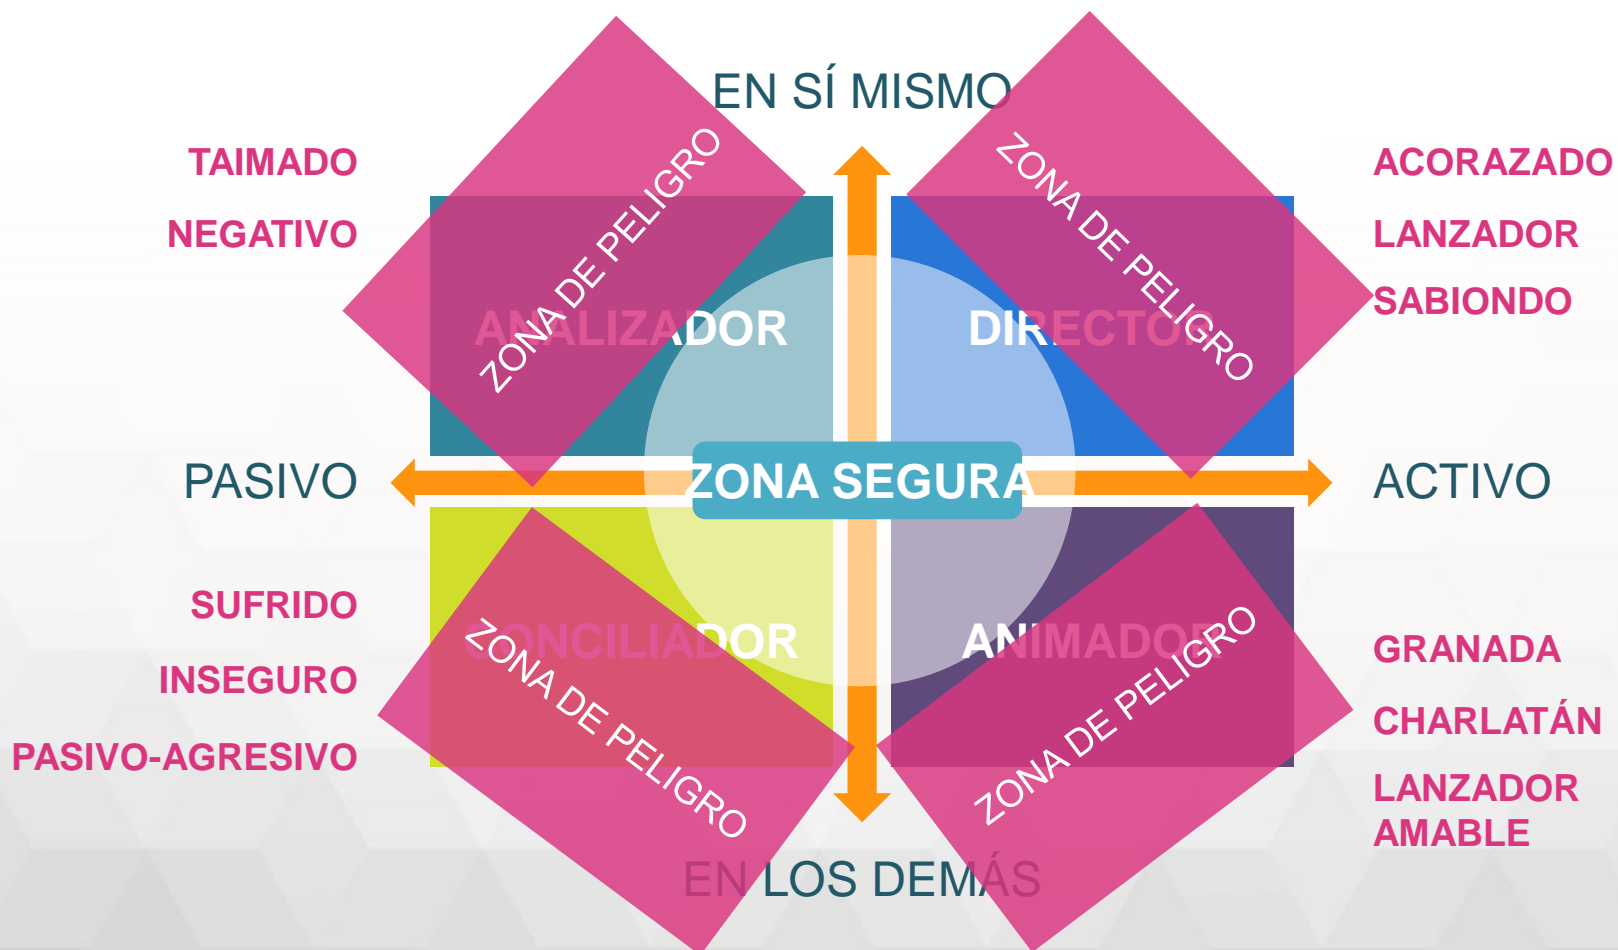 EN SÍ MISMO
TAIMADO
NEGATIVO
ZONA DE PELIGRO
ANALIZADOR
ZONA DE PELIGRO
DIRECTOR
ACORAZADO
LANZADOR
SABIONDO
PASIVO
ZONA SEGURA
ACTIVO
SUFRIDO
INSEGURO
PASIVO-AGRESIVO
CONCILIADOR
ZONA DE PELIGRO
ANIMADOR
ZONA DE PELIGRO
GRANADA
CHARLATÁN
LANZADOR
AMABLE
EN LOS DEMÁS